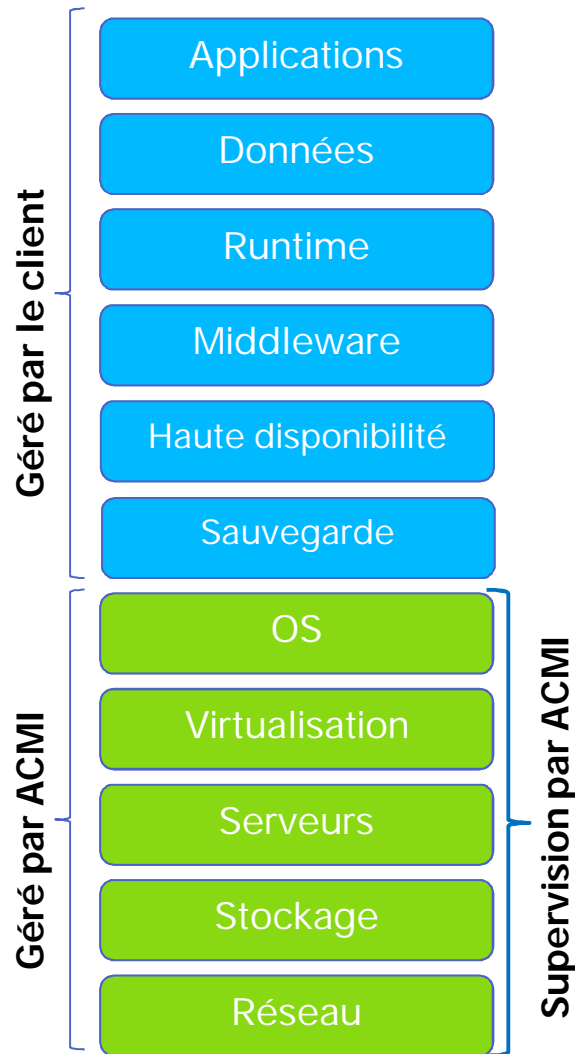 Applications
Données
Runtime
Middleware
Haute disponibilité
Sauvegarde
OS
Virtualisation
Serveurs
Stockage
Réseau
Géré par le client
Géré par ACMI
Supervision par ACMI